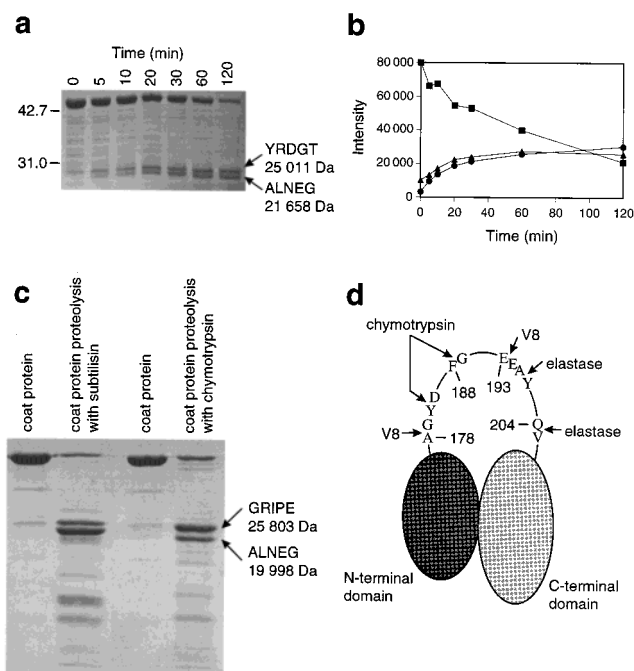 a
Time (min)
0 5 10 20 30 60 120
42.7
31.0
YRDGT
25 011 Da
ALNEG
21 658 Da
b
80 000
60 000
40 000
20 000
0
Intensity
0 20 40 60 80 100 120
Time (min)
c
coat protein
coat protein proteolysis
with subtilisin
coat protein
coat protein proteolysis
with chymotrypsin
GRIPE
25 803 Da
ALNEG
19 998 Da
d
chymotrypsin
V8
elastase
G
F
188
E
E
A
Y
193
D
Y
G
A
V8
178
204
Q
V
elastase
N-terminal
domain
C-terminal
domain